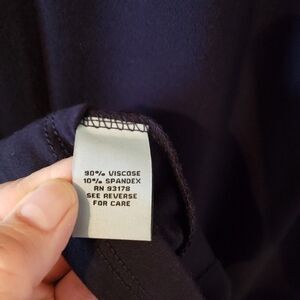 90% VISCOSE
10% SPANDEX
RN 93178
SEE REVERSE
FOR CARE